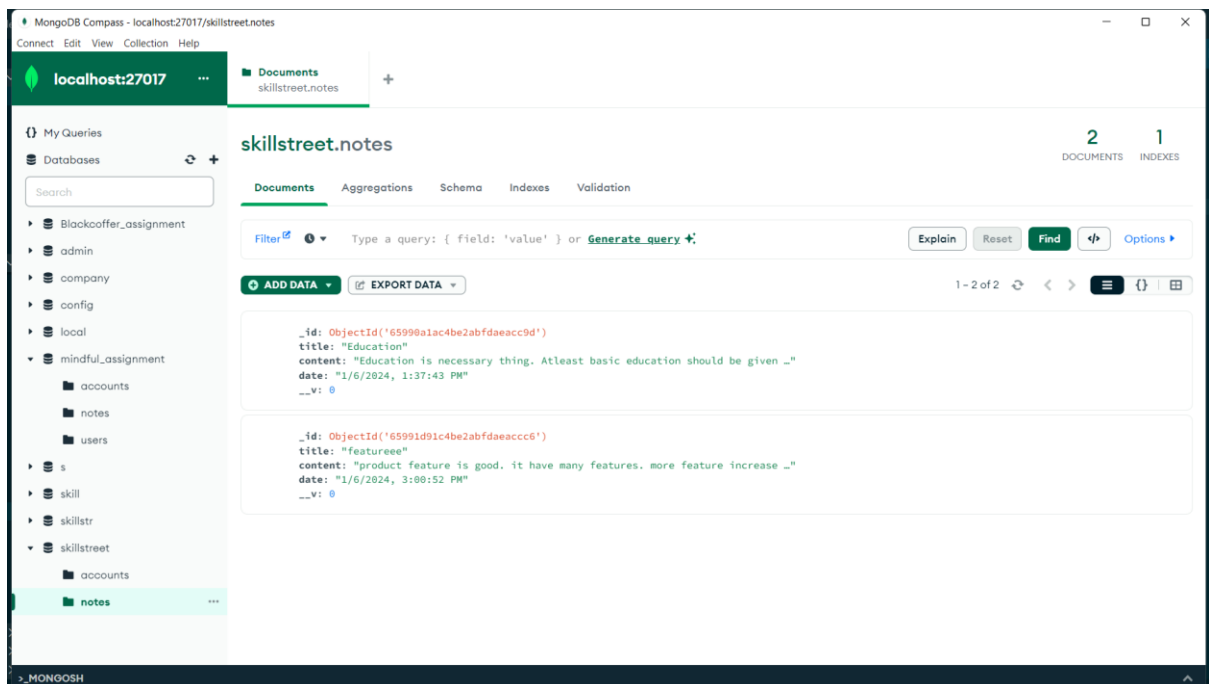 MongoDB Compass - localhost:27017/skillstreet.notes
Connect Edit View Collection Help
localhost:27017 ...
Documents
skillstreet.notes
+
{} My Queries
Databases
Search
Blackcoffer_assignment
admin
company
config
local
mindful_assignment
accounts
notes
users
s
skill
skillstr
skillstreet
accounts
notes ...
skillstreet.notes
2 DOCUMENTS
1 INDEXES
Documents Aggregations Schema Indexes Validation
Filter Type a query: { field: 'value' } or Generate query Explain Reset Find </> Options
ADD DATA EXPORT DATA 1 – 2 of 2 {}
_id: ObjectId('65990a1ac4be2abfdaeacc9d')
title: "Education"
content: "Education is necessary thing. Atleast basic education should be given …"
date: "1/6/2024, 1:37:43 PM"
__v: 0
_id: ObjectId('65991d91c4be2abfdaeaccc6')
title: "featureee"
content: "product feature is good. it have many features. more feature increase …"
date: "1/6/2024, 3:00:52 PM"
__v: 0
>_MONGOSH